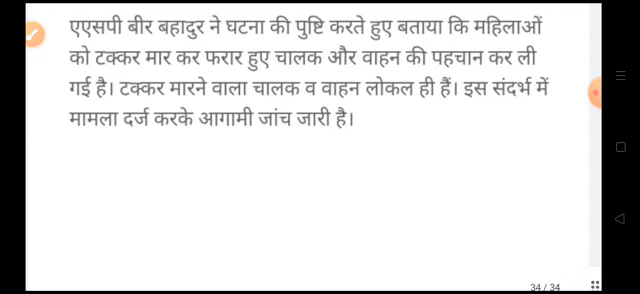 एएसपी बीर बहादुर ने घटना की पुष्टि करते हुए बताया कि महिलाओं
को टक्कर मार कर फरार हुए चालक और वाहन की पहचान कर ली
गई है। टक्कर मारने वाला चालक व वाहन लोकल ही हैं। इस संदर्भ में
मामला दर्ज करके आगामी जांच जारी है।
34 / 34